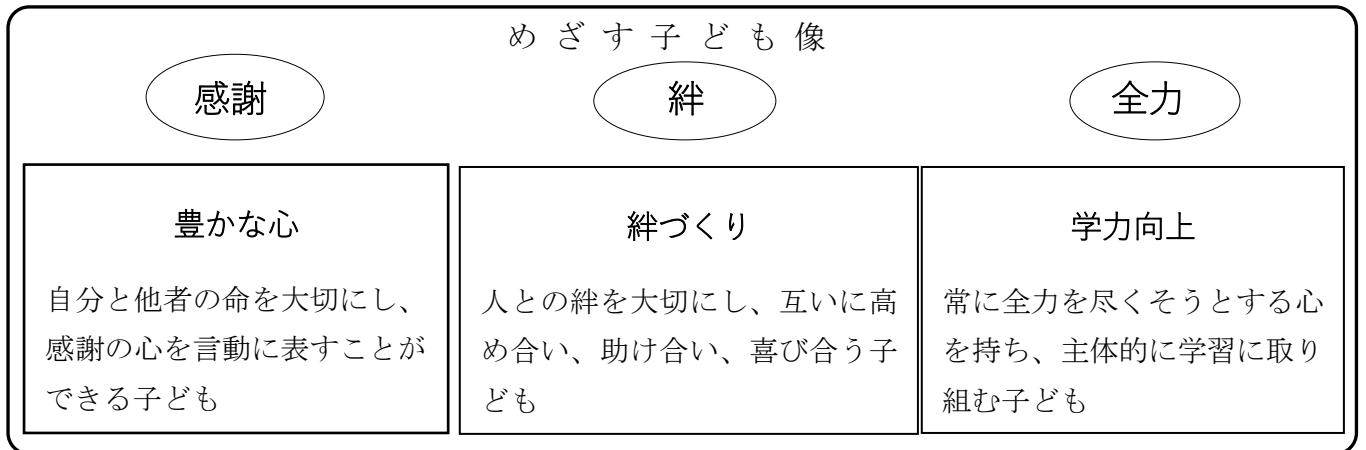 めざす子ども像
感謝
絆
全力
豊かな心
自分と他者の命を大切にし、
感謝の心を言動に表すことが
できる子ども
絆づくり
人との絆を大切にし、互いに高
め合い、助け合い、喜び合う子
ども
学力向上
常に全力を尽くそうとする心
を持ち、主体的に学習に取り
組む子ども